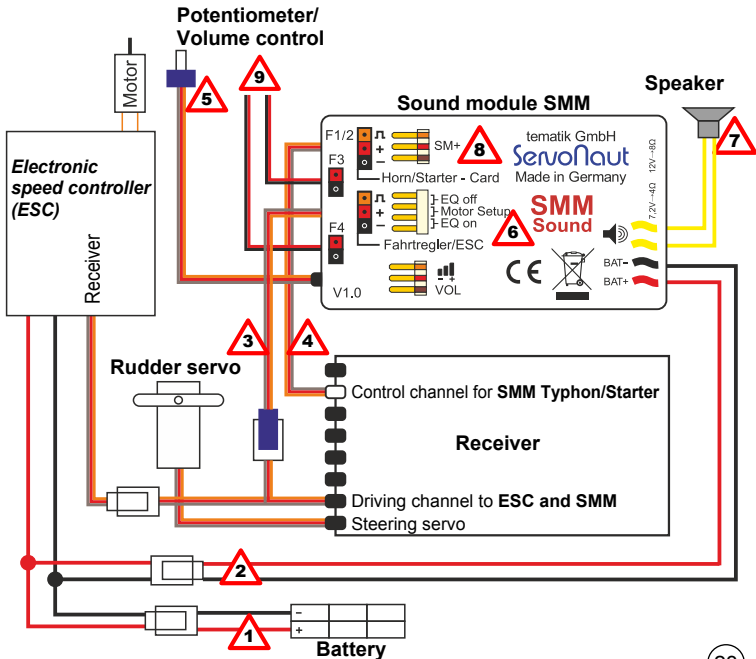 Potentiometer/
Volume control
9
5
Motor
Speaker
7
Sound module SMM
F1/2
+
−
SM+
8
F3
Horn/Starter - Card
tematik GmbH
ServoNaut
Made in Germany
12V→8Ω
7.2V→4Ω
EQ off
+
Motor Setup
−
EQ on
6
F4
Fahrtregler/ESC
SMM
Sound
BAT−
BAT+
CE
− +
VOL
V1.0
Electronic
speed controller
(ESC)
Receiver
3
4
Rudder servo
Control channel for SMM Typhon/Starter
Receiver
Driving channel to ESC and SMM
Steering servo
2
1
−
+
Battery